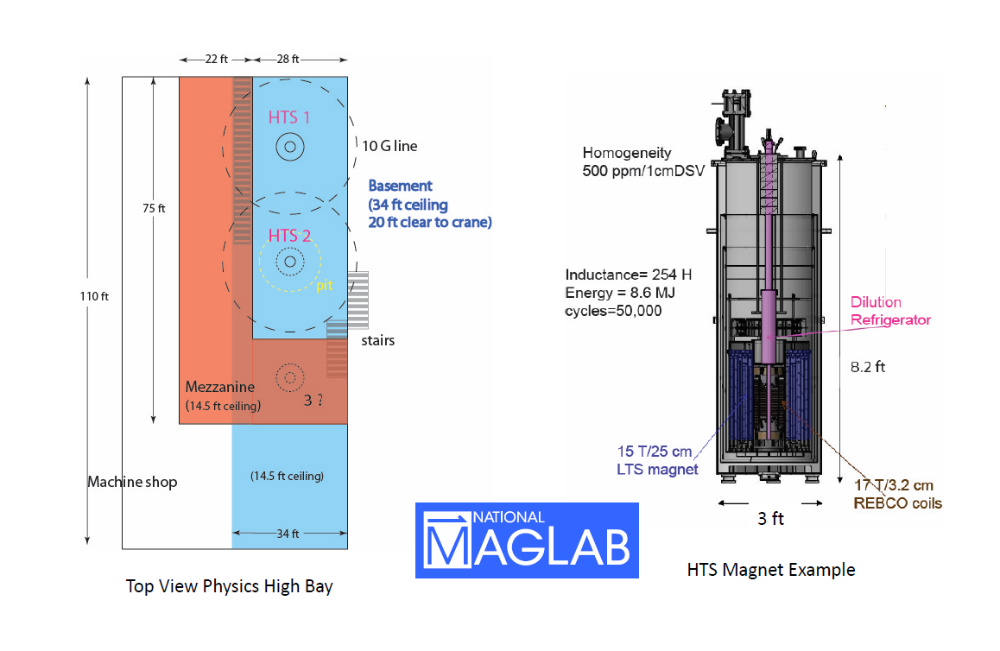 22 ft
28 ft
HTS 1
10 G line
Basement
(34 ft ceiling
20 ft clear to crane)
75 ft
HTS 2
pit
110 ft
stairs
Mezzanine
(14.5 ft ceiling)
3 ?
Machine shop
(14.5 ft ceiling)
34 ft
Top View Physics High Bay
NATIONAL
MAGLAB
Homogeneity
500 ppm/1cmDSV
Inductance= 254 H
Energy = 8.6 MJ
cycles=50,000
Dilution
Refrigerator
8.2 ft
15 T/25 cm
LTS magnet
17 T/3.2 cm
REBCO coils
3 ft
HTS Magnet Example